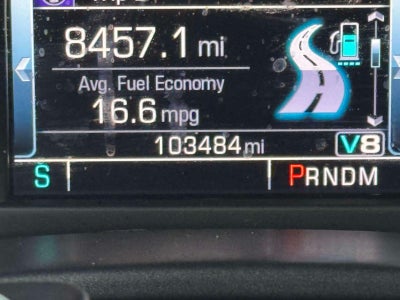 8457.1 mi
Avg. Fuel Economy
16.6 mpg
103484 mi V8
S PRNDM